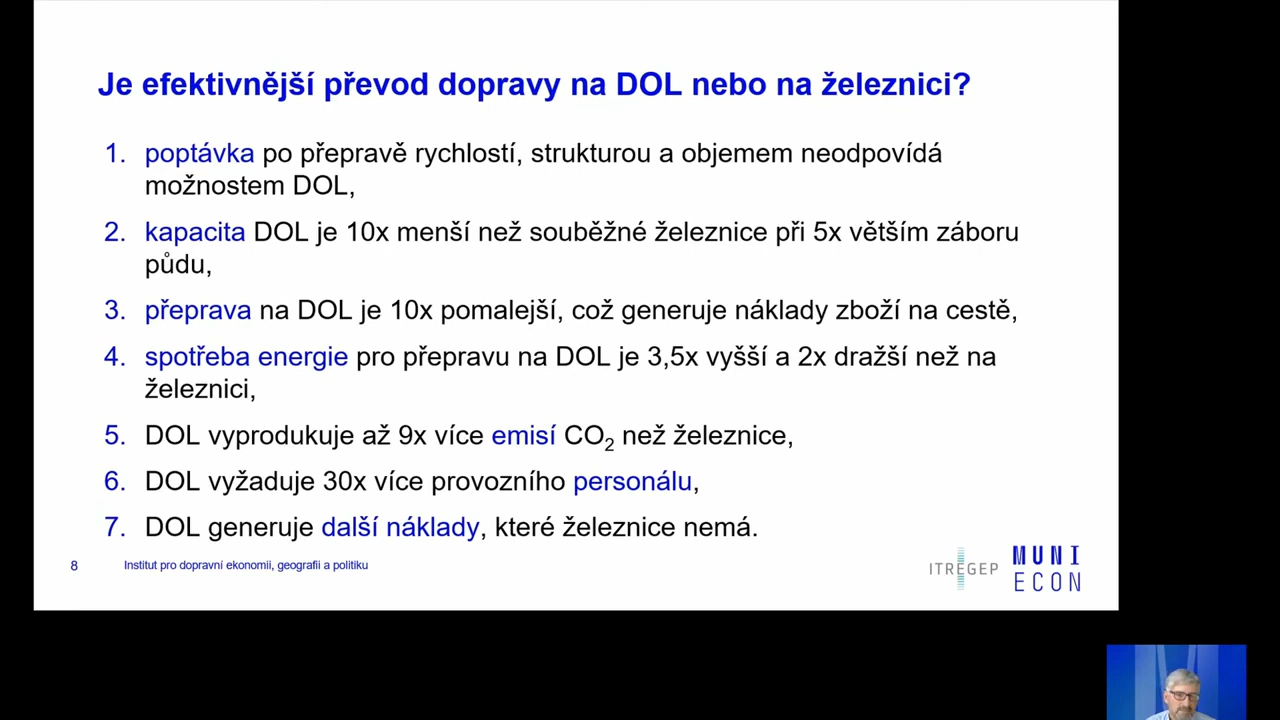 Je efektivnější převod dopravy na DOL nebo na železnici?
1. poptávka po přepravě rychlostí, strukturou a objemem neodpovídá
možnostem DOL,
2. kapacita DOL je 10x menší než souběžné železnice při 5x větším záboru
půdu,
3. přeprava na DOL je 10x pomalejší, což generuje náklady zboží na cestě,
4. spotřeba energie pro přepravu na DOL je 3,5x vyšší a 2x dražší než na
železnici,
5. DOL vyprodukuje až 9x více emisí CO₂ než železnice,
6. DOL vyžaduje 30x více provozního personálu,
7. DOL generuje další náklady, které železnice nemá.
8 Institut pro dopravní ekonomii, geografii a politiku
ITREGEP
MUNI
ECON